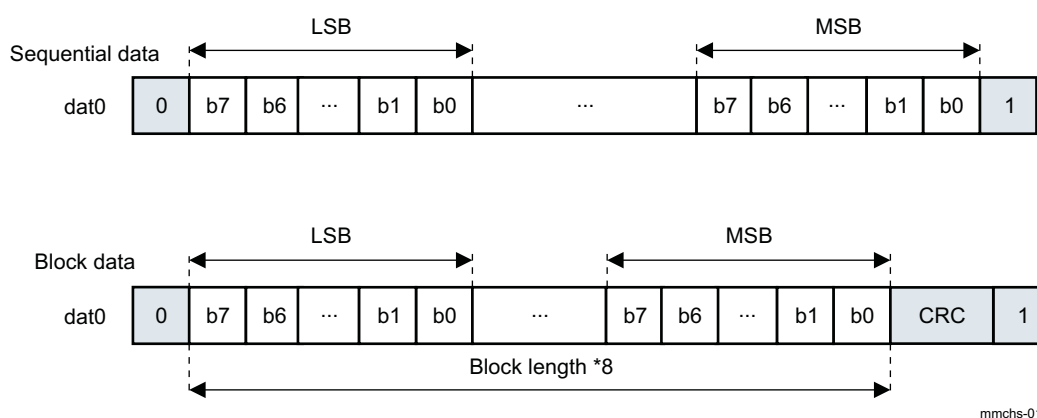 LSB MSB
Sequential data
dat0 0 b7 b6 ... b1 b0 ... b7 b6 ... b1 b0 1
LSB MSB
Block data
dat0 0 b7 b6 ... b1 b0 ... b7 b6 ... b1 b0 CRC 1
Block length *8